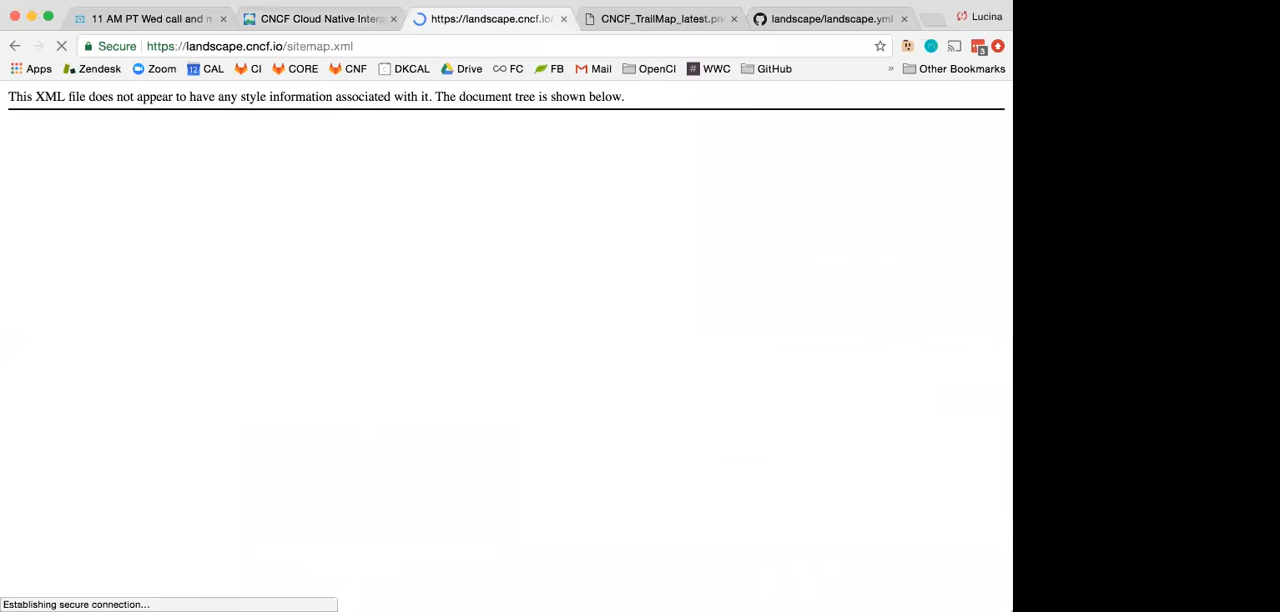 11 AM PT Wed call and n
CNCF Cloud Native Intera
https://landscape.cncf.io/
CNCF_TrailMap_latest.pn
landscape/landscape.yml
Lucina
Secure https://landscape.cncf.io/sitemap.xml
3
Apps Zendesk Zoom 12 CAL CI CORE CNF C DKCAL Drive FC FB Mail OpenCI # WWC GitHub » Other Bookmarks
This XML file does not appear to have any style information associated with it. The document tree is shown below.
Establishing secure connection...